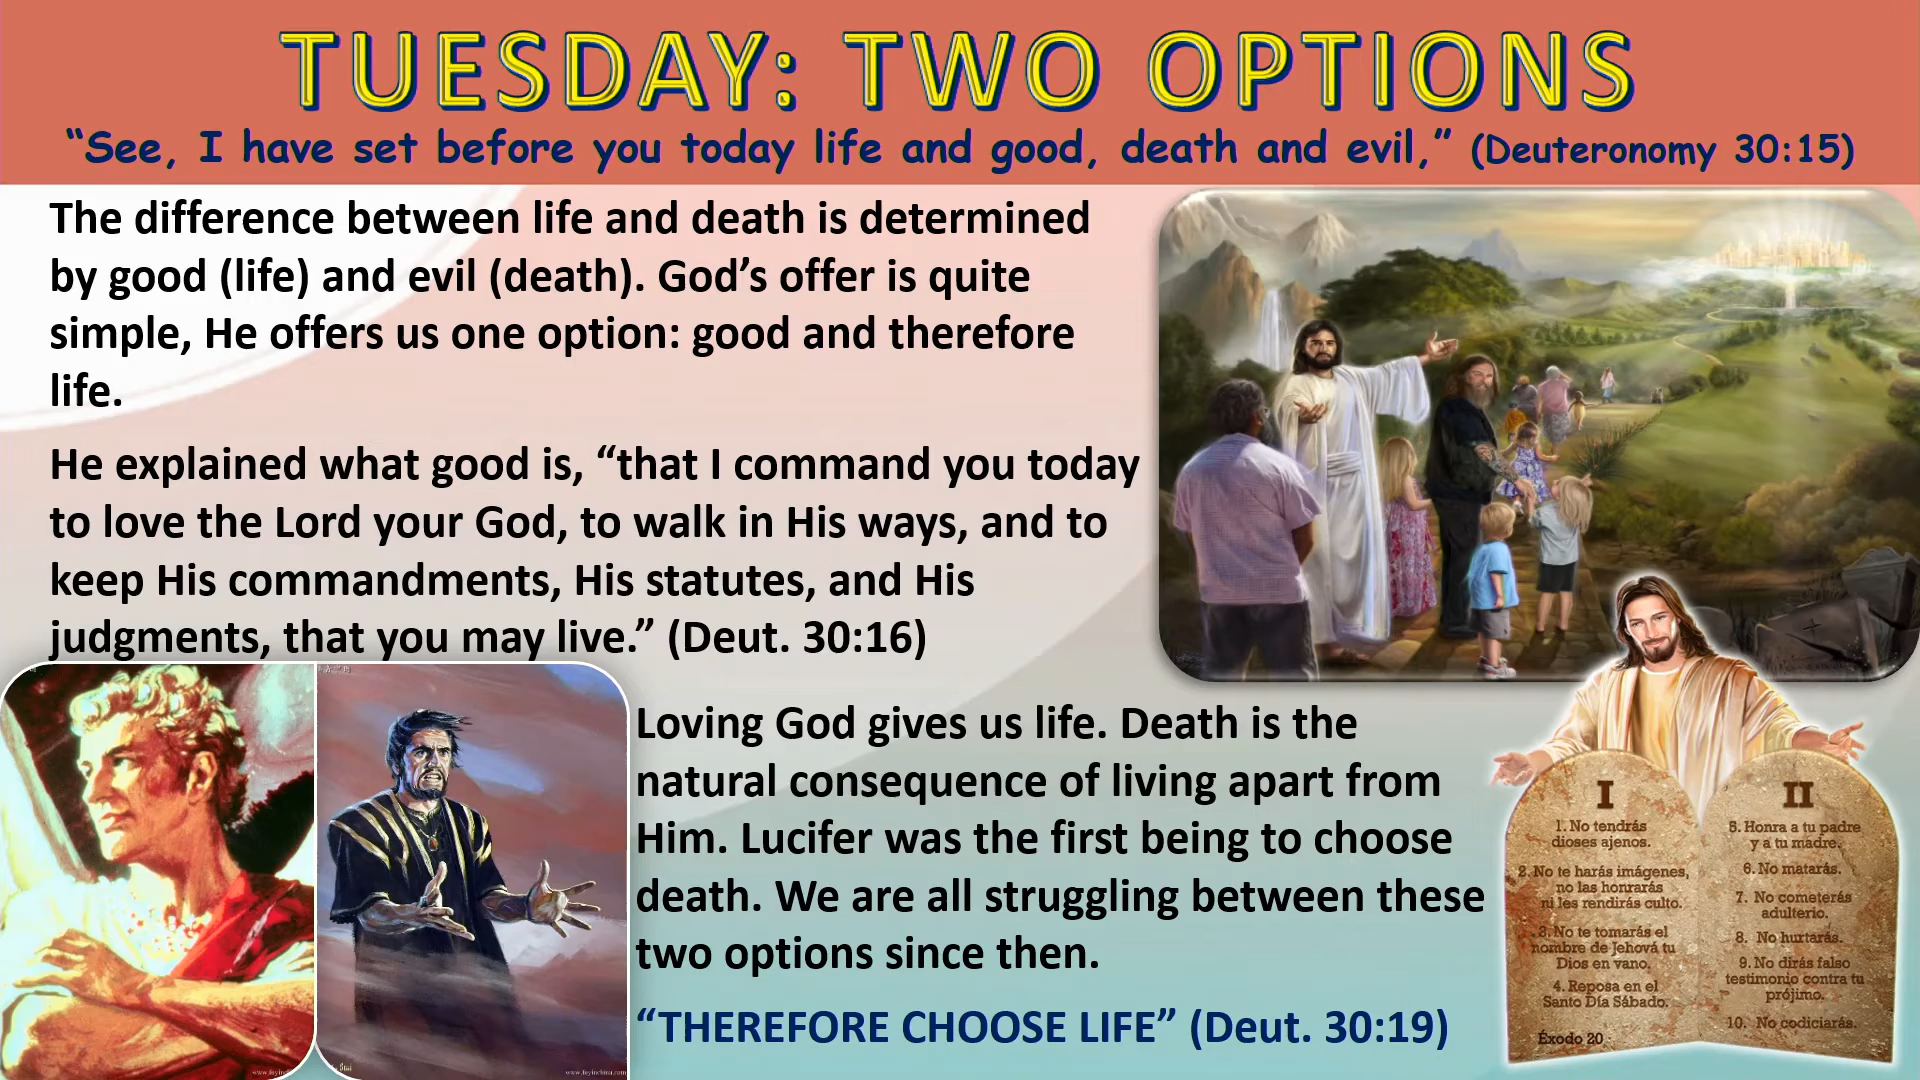 TUESDAY: TWO OPTIONS
“See, I have set before you today life and good, death and evil,” (Deuteronomy 30:15)
The difference between life and death is determined
by good (life) and evil (death). God’s offer is quite
simple, He offers us one option: good and therefore
life.
He explained what good is, “that I command you today
to love the Lord your God, to walk in His ways, and to
keep His commandments, His statutes, and His
judgments, that you may live.” (Deut. 30:16)
Loving God gives us life. Death is the
natural consequence of living apart from
Him. Lucifer was the first being to choose
death. We are all struggling between these
two options since then.
“THEREFORE CHOOSE LIFE” (Deut. 30:19)
I
1. No tendrás
dioses ajenos.
2. No te harás imágenes,
no las honrarás
ni les rendirás culto.
3. No te tomarás el
nombre de Jehová tu
Dios en vano.
4. Reposa en el
Santo Día Sábado.
Éxodo 20
II
5. Honra a tu padre
y a tu madre.
6. No matarás.
7. No cometerás
adulterio.
8. No hurtarás.
9. No dirás falso
testimonio contra tu
prójimo.
10. No codiciarás.